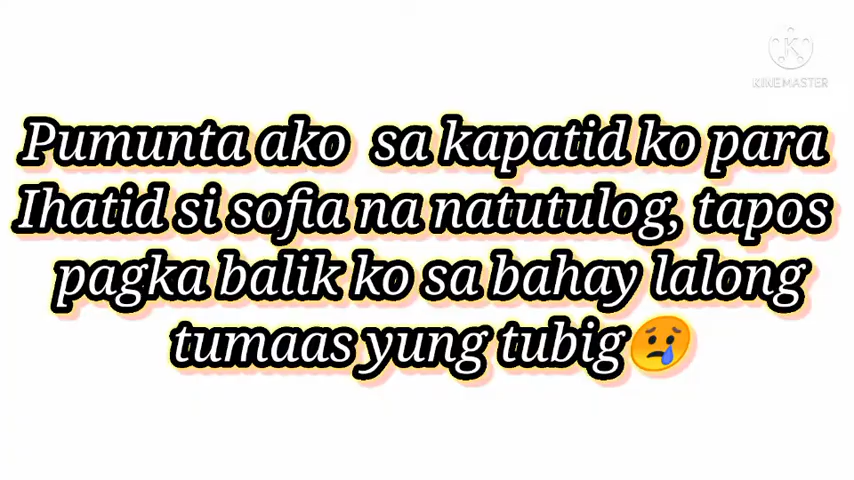 KINEMASTER
Pumunta ako sa kapatid ko para
Ihatid si sofia na natutulog, tapos
pagka balik ko sa bahay lalong
tumaas yung tubig😢